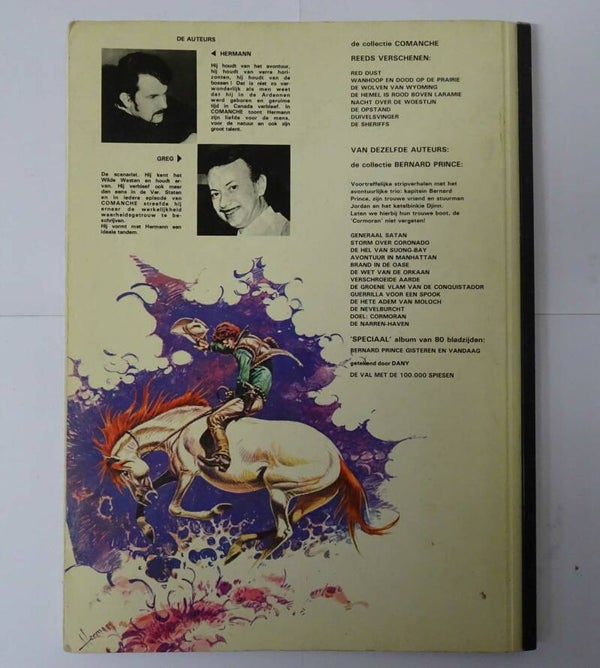 DE AUTEURS
◀ HERMANN
Hij houdt van het avontuur,
hij houdt van verre hori-
zonten, hij houdt van de
bossen! Dat is niet zo ver-
wonderlijk als men weet
dat hij in de Ardennen
werd geboren en geruime
tijd in Canada verbleef. In
COMANCHE toont Hermann
zijn liefde voor de mens,
voor de natuur en ook zijn
groot talent.
GREG ▶
De scenarist. Hij kent het
Wilde Westen en houdt er-
van. Hij verbleef ook meer
dan eens in de Ver. Staten
en in iedere episode van
COMANCHE streefde hij
ernaar de werkelijkheid
waarheidsgetrouw te be-
schrijven.
Hij vormt met Hermann een
ideale tandem.
de collectie COMANCHE
REEDS VERSCHENEN:
RED DUST
WANHOOP EN DOOD OP DE PRAIRIE
DE WOLVEN VAN WYOMING
DE HEMEL IS ROOD BOVEN LARAMIE
NACHT OVER DE WOESTIJN
DE OPSTAND
DUIVELSVINGER
DE SHERIFFS
VAN DEZELFDE AUTEURS:
de collectie BERNARD PRINCE:
Voortreffelijke stripverhalen met het
avontuurlijke trio: kapitein Bernard
Prince, zijn trouwe vriend en stuurman
Jordan en het ketelbinkie Djinn.
Laten we hierbij hun trouwe boot, de
'Cormoran' niet vergeten!
GENERAAL SATAN
STORM OVER CORONADO
DE HEL VAN SUONG-BAY
AVONTUUR IN MANHATTAN
BRAND IN DE OASE
DE WET VAN DE ORKAAN
VERSCHROEIDE AARDE
DE GROENE VLAM VAN DE CONQUISTADOR
GUERRILLA VOOR EEN SPOOK
DE HETE ADEM VAN MOLOCH
DE NEVELBURCHT
DOEL: CORMORAN
DE NARREN-HAVEN
'SPECIAAL' album van 80 bladzijden:
BERNARD PRINCE GISTEREN EN VANDAAG
getekend door DANY
DE VAL MET DE 100.000 SPIESEN
Hermann